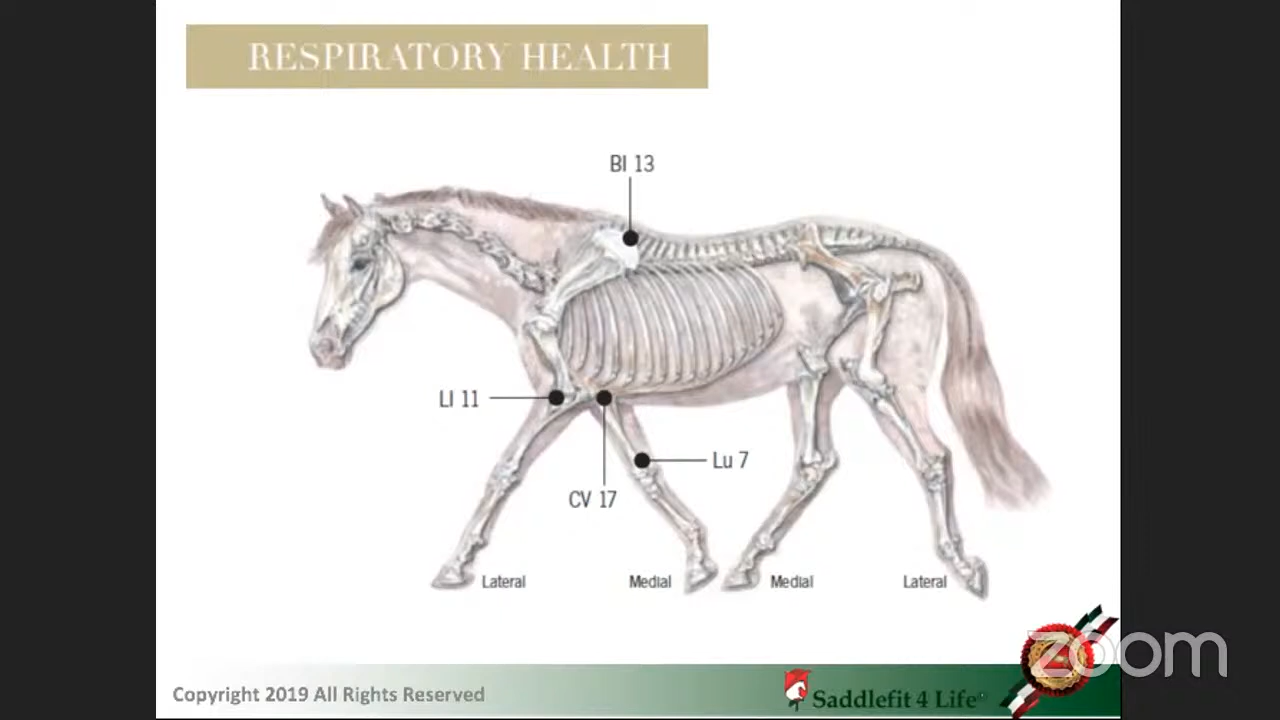 RESPIRATORY HEALTH
Bl 13
LI 11
Lu 7
CV 17
Lateral
Medial
Medial
Lateral
zoom
Copyright 2019 All Rights Reserved
Saddlefit 4 Life®